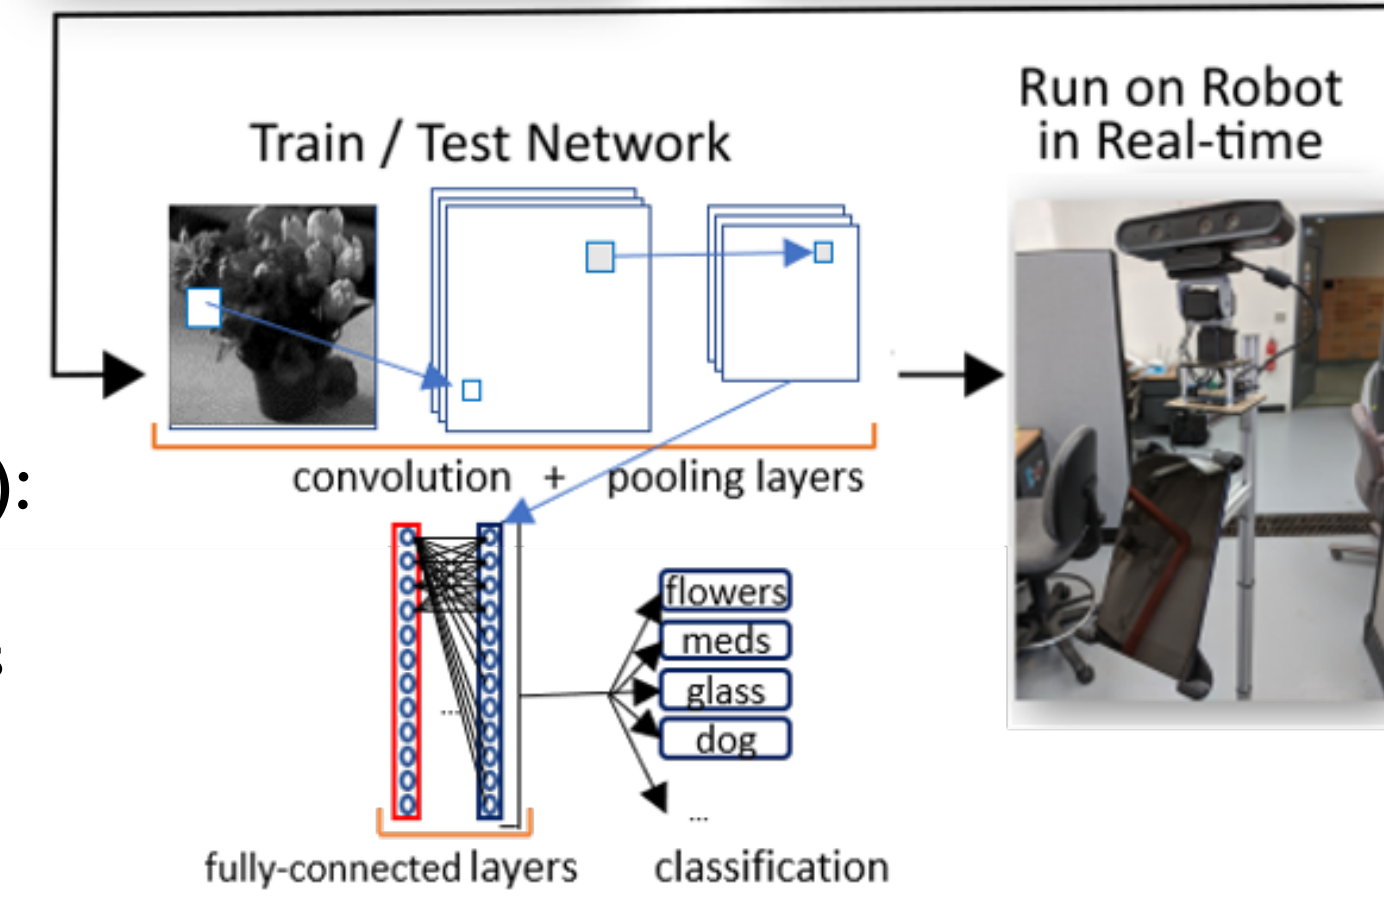 Run on Robot
in Real-time
Train / Test Network
convolution + pooling layers
):
s
flowers
meds
glass
dog
...
...
fully-connected layers
classification